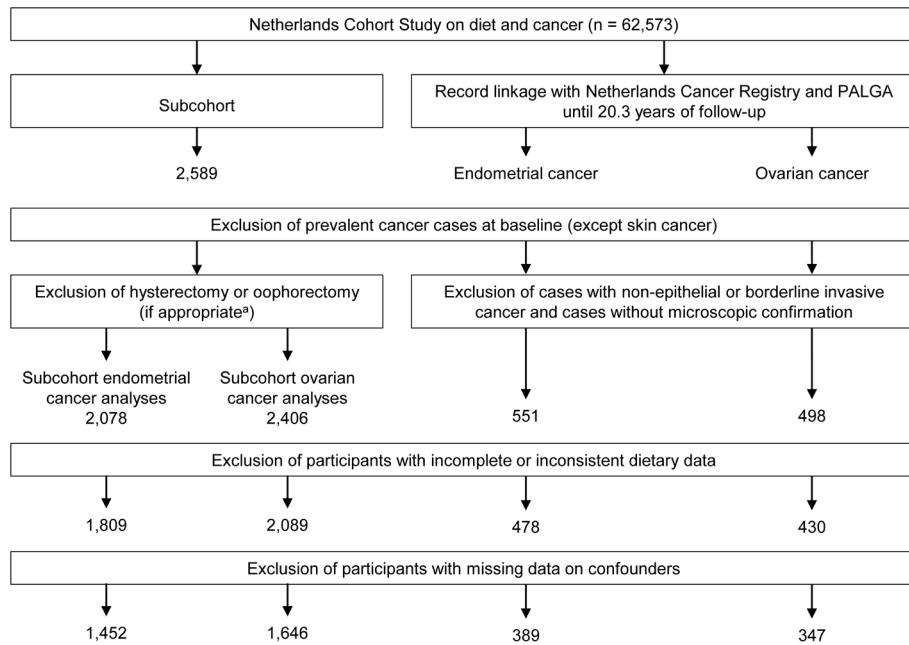 Netherlands Cohort Study on diet and cancer (n = 62,573)
Subcohort
Record linkage with Netherlands Cancer Registry and PALGA
until 20.3 years of follow-up
2,589
Endometrial cancer
Ovarian cancer
Exclusion of prevalent cancer cases at baseline (except skin cancer)
Exclusion of hysterectomy or oophorectomy
(if appropriateᵃ)
Exclusion of cases with non-epithelial or borderline invasive
cancer and cases without microscopic confirmation
Subcohort endometrial
cancer analyses
2,078
Subcohort ovarian
cancer analyses
2,406
551
498
Exclusion of participants with incomplete or inconsistent dietary data
1,809
2,089
478
430
Exclusion of participants with missing data on confounders
1,452
1,646
389
347